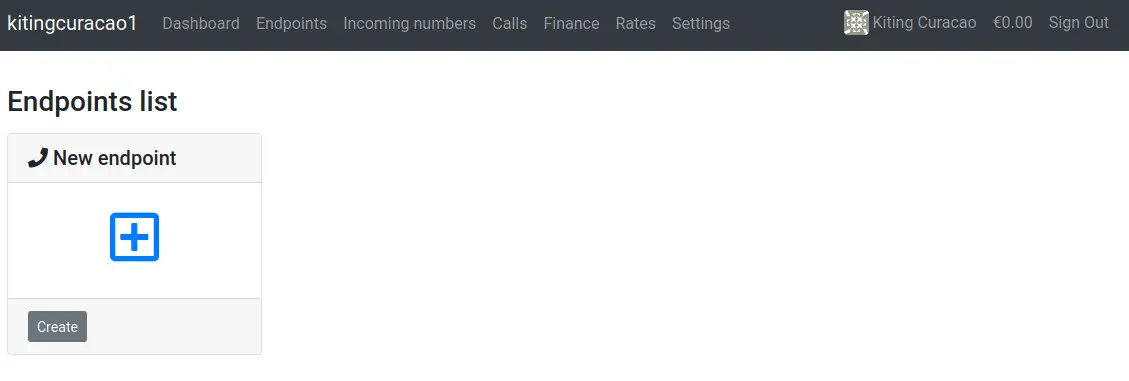 kitingcuracao1 Dashboard Endpoints Incoming numbers Calls Finance Rates Settings Kiting Curacao €0.00 Sign Out
Endpoints list
New endpoint
Create